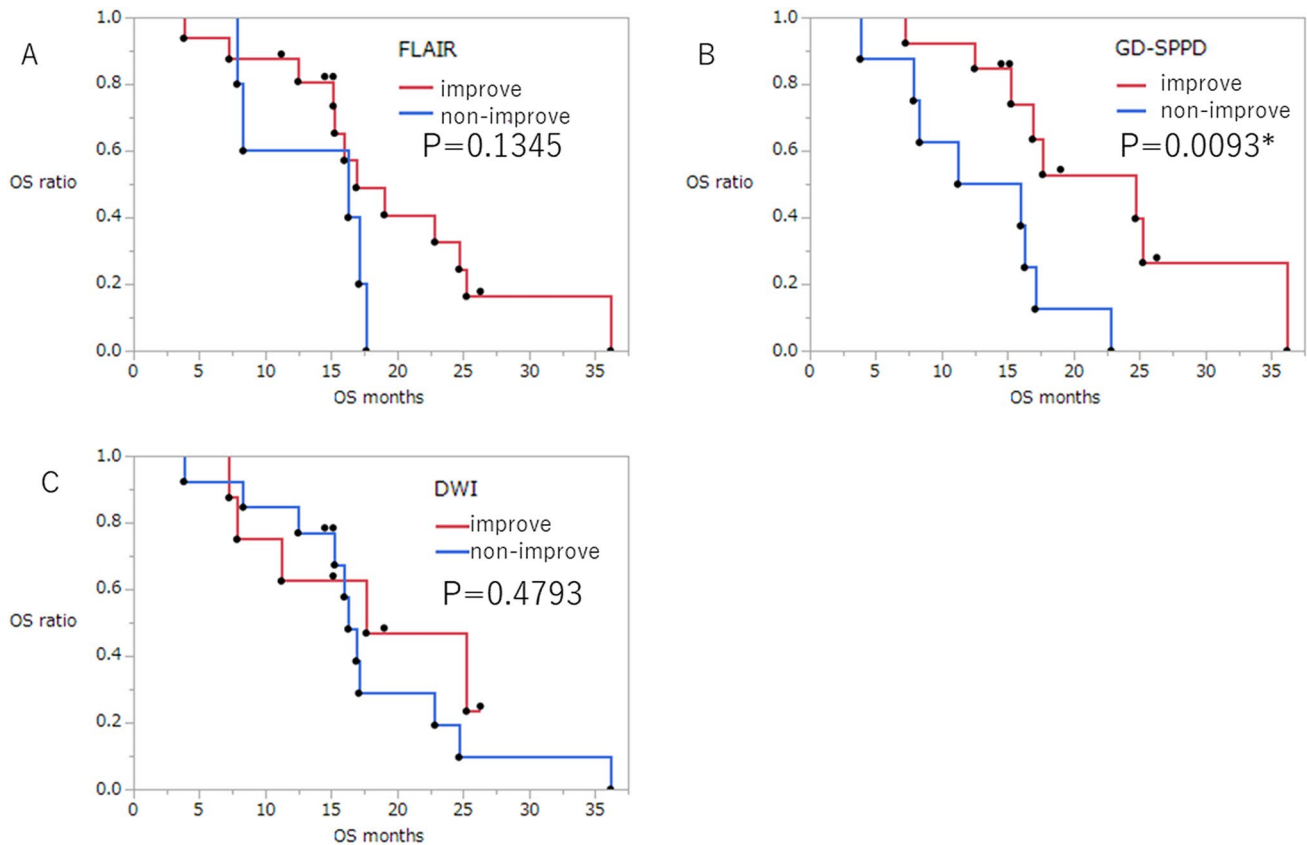 A
FLAIR
improve
non-improve
P=0.1345
OS ratio
1.0
0.8
0.6
0.4
0.2
0.0
0 5 10 15 20 25 30 35
OS months
B
GD-SPPD
improve
non-improve
P=0.0093*
OS ratio
1.0
0.8
0.6
0.4
0.2
0.0
0 5 10 15 20 25 30 35
OS months
C
DWI
improve
non-improve
P=0.4793
OS ratio
1.0
0.8
0.6
0.4
0.2
0.0
0 5 10 15 20 25 30 35
OS months